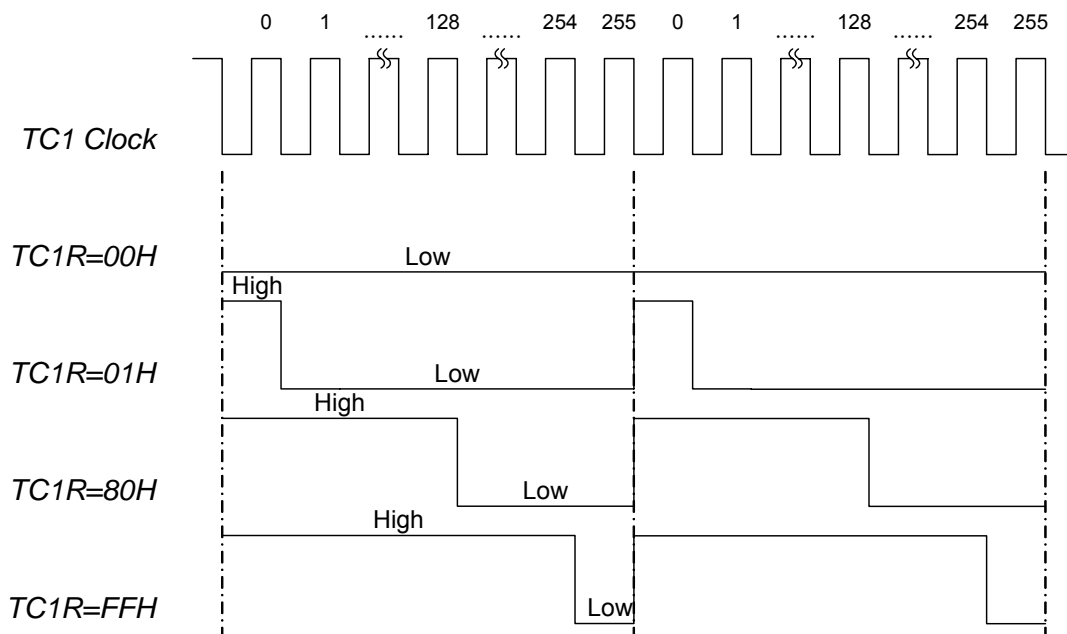 0 1 ...... 128 ...... 254 255 0 1 ...... 128 ...... 254 255
TC1 Clock
TC1R=00H
Low
High
TC1R=01H
Low
High
TC1R=80H
Low
High
TC1R=FFH
Low